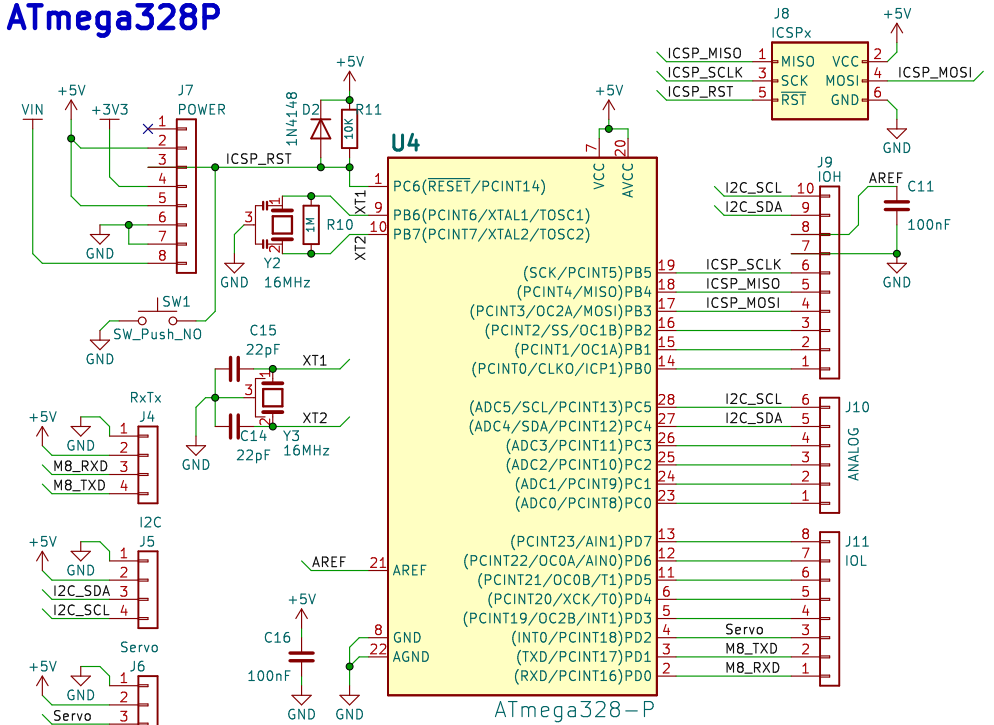 ATmega328P
J8
ICSPx
+5V
ICSP_MISO 1 MISO VCC 2
ICSP_SCLK 3 SCK MOSI 4 ICSP_MOSI
ICSP_RST 5 RST GND 6
GND
VIN
+5V
+3V3
J7
POWER
1
2
3
4
5
6
7
8
GND
ICSP_RST
+5V
D2
1N4148
R11
10K
SW1
SW_Push_NO
GND
XT1
XT2
1
3
2
1M
R10
Y2
16MHz
GND
C15
22pF
XT1
1
3
2
XT2
C14
22pF
Y3
16MHz
GND
+5V
U4
7 VCC
20 AVCC
1 PC6(RESET/PCINT14)
9 PB6(PCINT6/XTAL1/TOSC1)
10 PB7(PCINT7/XTAL2/TOSC2)
(SCK/PCINT5)PB5 19 ICSP_SCLK
(PCINT4/MISO)PB4 18 ICSP_MISO
(PCINT3/OC2A/MOSI)PB3 17 ICSP_MOSI
(PCINT2/SS/OC1B)PB2 16
(PCINT1/OC1A)PB1 15
(PCINT0/CLKO/ICP1)PB0 14
(ADC5/SCL/PCINT13)PC5 28 I2C_SCL
(ADC4/SDA/PCINT12)PC4 27 I2C_SDA
(ADC3/PCINT11)PC3 26
(ADC2/PCINT10)PC2 25
(ADC1/PCINT9)PC1 24
(ADC0/PCINT8)PC0 23
(PCINT23/AIN1)PD7 13
(PCINT22/OC0A/AIN0)PD6 12
(PCINT21/OC0B/T1)PD5 11
(PCINT20/XCK/T0)PD4 6
(PCINT19/OC2B/INT1)PD3 5
(INT0/PCINT18)PD2 4 Servo
(TXD/PCINT17)PD1 3 M8_TXD
(RXD/PCINT16)PD0 2 M8_RXD
AREF 21 AREF
8 GND
22 AGND
ATmega328-P
+5V
C16
100nF
GND
GND
J9
IOH
I2C_SCL 10
I2C_SDA 9
8
7
6
5
4
3
2
1
AREF
C11
100nF
GND
J10
ANALOG
6
5
4
3
2
1
J11
IOL
8
7
6
5
4
3
2
1
RxTx
J4
+5V
GND
1
2
M8_RXD 3
M8_TXD 4
I2C
J5
+5V
GND
1
2
I2C_SDA 3
I2C_SCL 4
Servo
J6
+5V
GND
1
2
Servo 3